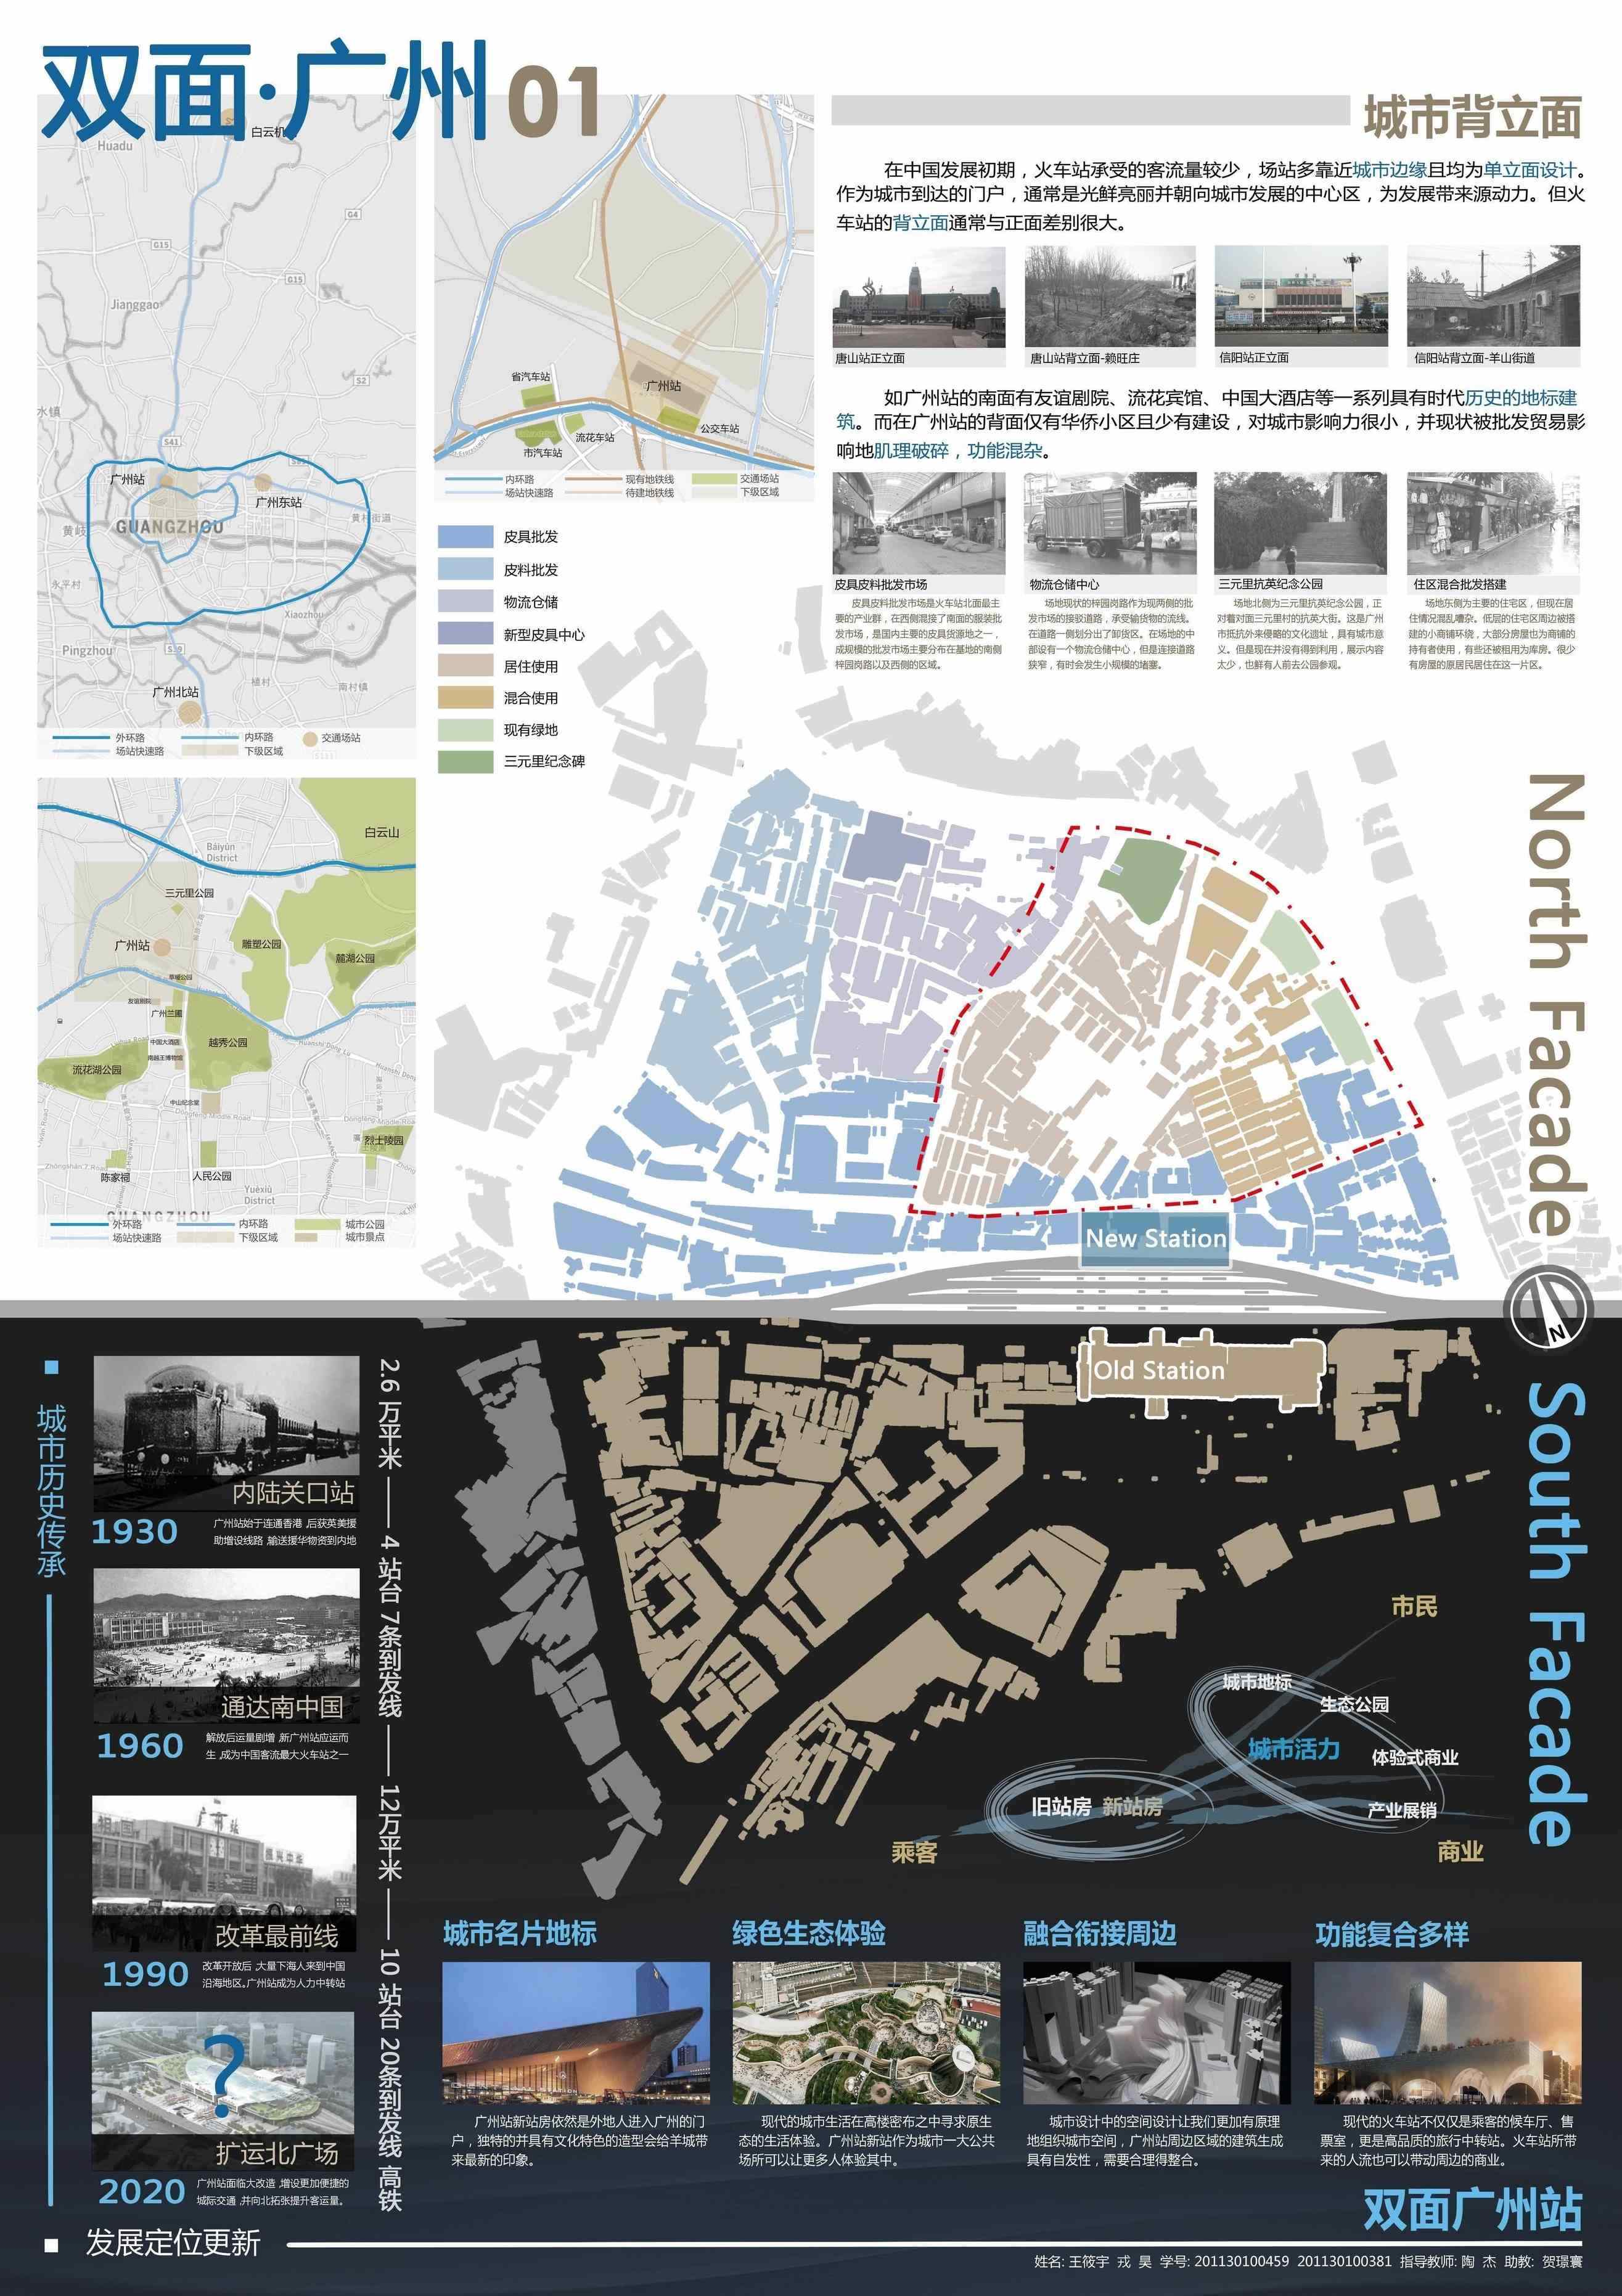 双面·广州 01
城市背立面
在中国发展初期，火车站承受的客流量较少，场站多靠近城市边缘且均为单立面设计。
作为城市到达的门户，通常是光鲜亮丽并朝向城市发展的中心区，为发展带来源动力。但火
车站的背立面通常与正面差别很大。
唐山站正立面
唐山站背立面-赖旺庄
信阳站正立面
信阳站背立面-羊山街道
如广州站的南面有友谊剧院、流花宾馆、中国大酒店等一系列具有时代历史的地标建
筑。而在广州站的背面仅有华侨小区且少有建设，对城市影响力很小，并现状被批发贸易影
响地肌理破碎，功能混杂。
皮具皮料批发市场
皮具皮料批发市场是火车站北面最主
要的产业群，在西侧混接了南面的服装批
发市场，是国内主要的皮具货源地之一，
成规模的批发市场主要分布在基地的南侧
梓园岗路以及西侧的区域。
物流仓储中心
场地现状的梓园岗路作为现两侧的批
发市场的接驳道路，承受输货物的流线。
在道路一侧划分出了卸货区。在场地的中
部设有一个物流仓储中心，但是连接道路
狭窄，有时会发生小规模的堵塞。
三元里抗英纪念公园
场地北侧为三元里抗英纪念公园，正
对着对面三元里村的抗英大街。这是广州
市抵抗外来侵略的文化遗址，具有城市意
义。但是现在并没有得到利用，展示内容
太少，也鲜有人前去公园参观。
住区混合批发搭建
场地东侧为主要的住宅区，但现在居
住情况混乱嘈杂。低层的住宅区周边被搭
建的小商铺环绕，大部分房屋也为商铺的
持有者使用，有些还被租用为库房。很少
有房屋的原居民居住在这一片区。
白云机
Huadu
G4
G15
G15
Jianggao
S2
水镇
S41
广州站
广州东站
GUANGZHOU
黄岐
黄村街道
永平村
Xiaozhou
Pingzhou
植村
南村镇
广州北站
外环路
内环路
交通场站
场站快速路
下级区域
省汽车站
广州站
公交车站
流花车站
市汽车站
内环路
现有地铁线
交通场站
场站快速路
待建地铁线
下级区域
皮具批发
皮料批发
物流仓储
新型皮具中心
居住使用
混合使用
现有绿地
三元里纪念碑
白云山
Báiyùn
District
三元里公园
广州站
雕塑公园
麓湖公园
草暖公园
友谊剧院
广州兰圃
中国大酒店
越秀公园
南越王博物馆
流花湖公园
Huanshi Dong Lu
中山纪念堂
Dongfeng Middle Road
烈士陵园
陈家祠
人民公园
Yuèxiù
District
GUANGZHOU
外环路
内环路
城市公园
场站快速路
下级区域
城市景点
North Facade
New Station
N
Old Station
South Facade
城市历史传承
内陆关口站
1930
广州站始于连通香港,后获英美援
助增设线路,输送援华物资到内地
通达南中国
1960
解放后运量剧增,新广州站应运而
生,成为中国客流最大火车站之一
改革最前线
1990
改革开放后,大量下海人来到中国
沿海地区。广州站成为人力中转站
?
扩运北广场
2020
广州站面临大改造,增设更加便捷的
城际交通,并向北拓张提升客运量。
2.6 万平米 —— 4 站台 7条到发线 —— 12万平米 —— 10 站台 20条到发线 高铁
市民
城市地标
生态公园
城市活力
体验式商业
旧站房 新站房
产业展销
乘客
商业
城市名片地标
广州站新站房依然是外地人进入广州的门
户，独特的并具有文化特色的造型会给羊城带
来最新的印象。
绿色生态体验
现代的城市生活在高楼密布之中寻求原生
态的生活体验。广州站新站作为城市一大公共
场所可以让更多人体验其中。
融合衔接周边
城市设计中的空间设计让我们更加有原理
地组织城市空间，广州站周边区域的建筑生成
具有自发性，需要合理得整合。
功能复合多样
现代的火车站不仅仅是乘客的候车厅、售
票室，更是高品质的旅行中转站。火车站所带
来的人流也可以带动周边的商业。
双面广州站
发展定位更新
姓名: 王筱宇 戎 昊 学号: 201130100459 201130100381 指导教师: 陶 杰 助教: 贺璟寰